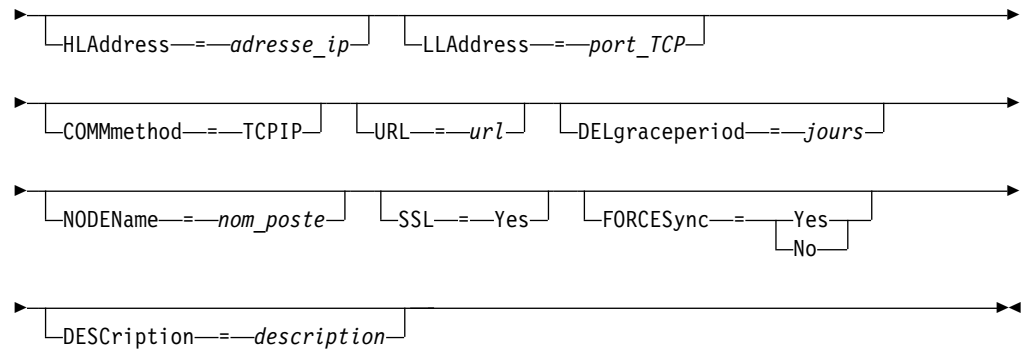 HLAddress = adresse_ip LLAddress = port_TCP
COMMmethod = TCPIP URL = url DELgraceperiod = jours
NODEName = nom_poste SSL = Yes FORCESync = Yes
No
DESCription = description